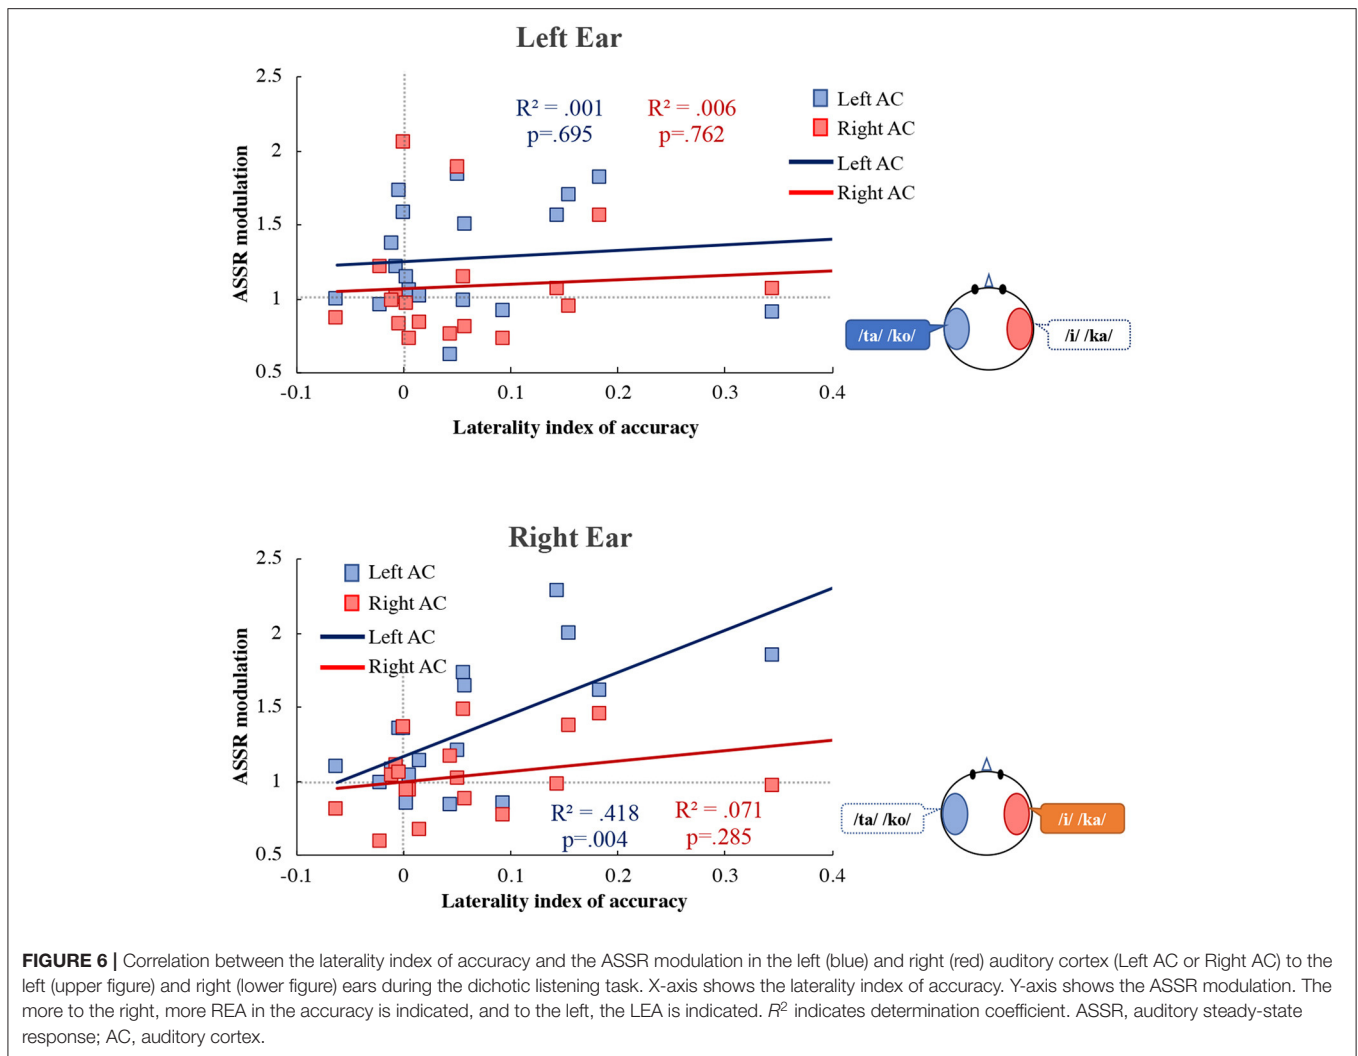 Left Ear
2.5
2
1.5
1
0.5
-0.1
0
0.1
0.2
0.3
0.4
ASSR modulation
Laterality index of accuracy
R² = .001
p=.695
R² = .006
p=.762
Left AC
Right AC
Left AC
Right AC
/ta/ /ko/
/i/ /ka/
Right Ear
2.5
2
1.5
1
0.5
-0.1
0
0.1
0.2
0.3
0.4
ASSR modulation
Laterality index of accuracy
Left AC
Right AC
Left AC
Right AC
R² = .418
p=.004
R² = .071
p=.285
/ta/ /ko/
/i/ /ka/
FIGURE 6 | Correlation between the laterality index of accuracy and the ASSR modulation in the left (blue) and right (red) auditory cortex (Left AC or Right AC) to the
left (upper figure) and right (lower figure) ears during the dichotic listening task. X-axis shows the laterality index of accuracy. Y-axis shows the ASSR modulation. The
more to the right, more REA in the accuracy is indicated, and to the left, the LEA is indicated. R² indicates determination coefficient. ASSR, auditory steady-state
response; AC, auditory cortex.